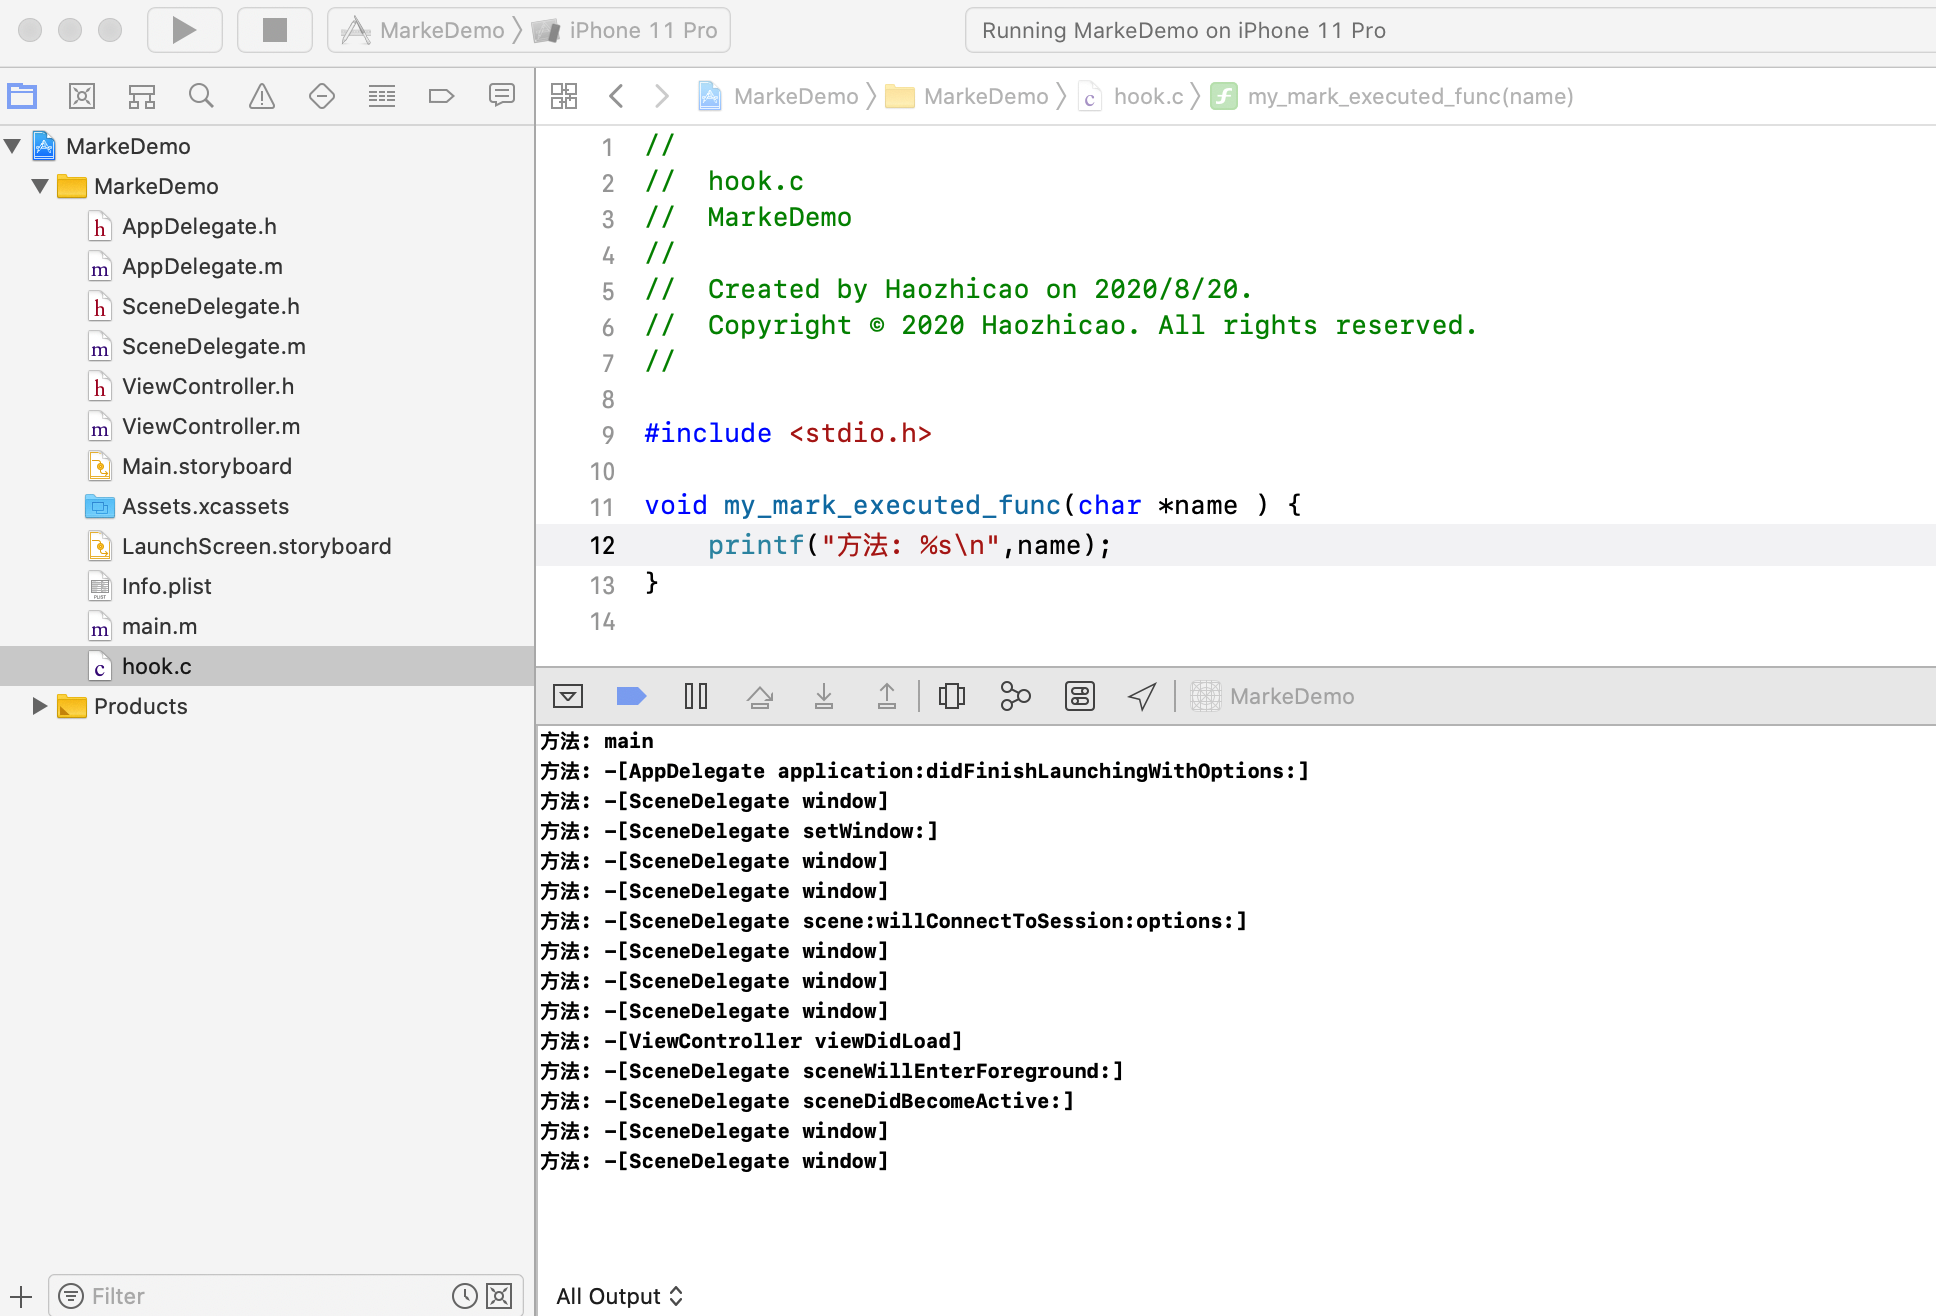 MarkeDemo 〉 iPhone 11 Pro
Running MarkeDemo on iPhone 11 Pro
MarkeDemo 〉 MarkeDemo 〉 c hook.c 〉 f my_mark_executed_func(name)
MarkeDemo
MarkeDemo
h AppDelegate.h
m AppDelegate.m
h SceneDelegate.h
m SceneDelegate.m
h ViewController.h
m ViewController.m
Main.storyboard
Assets.xcassets
LaunchScreen.storyboard
Info.plist
m main.m
c hook.c
Products
Filter
1 //
2 //  hook.c
3 //  MarkeDemo
4 //
5 //  Created by Haozhicao on 2020/8/20.
6 //  Copyright © 2020 Haozhicao. All rights reserved.
7 //
8
9 #include <stdio.h>
10
11 void my_mark_executed_func(char *name ) {
12     printf("方法: %s\n",name);
13 }
14
MarkeDemo
方法: main
方法: -[AppDelegate application:didFinishLaunchingWithOptions:]
方法: -[SceneDelegate window]
方法: -[SceneDelegate setWindow:]
方法: -[SceneDelegate window]
方法: -[SceneDelegate window]
方法: -[SceneDelegate scene:willConnectToSession:options:]
方法: -[SceneDelegate window]
方法: -[SceneDelegate window]
方法: -[SceneDelegate window]
方法: -[ViewController viewDidLoad]
方法: -[SceneDelegate sceneWillEnterForeground:]
方法: -[SceneDelegate sceneDidBecomeActive:]
方法: -[SceneDelegate window]
方法: -[SceneDelegate window]
All Output